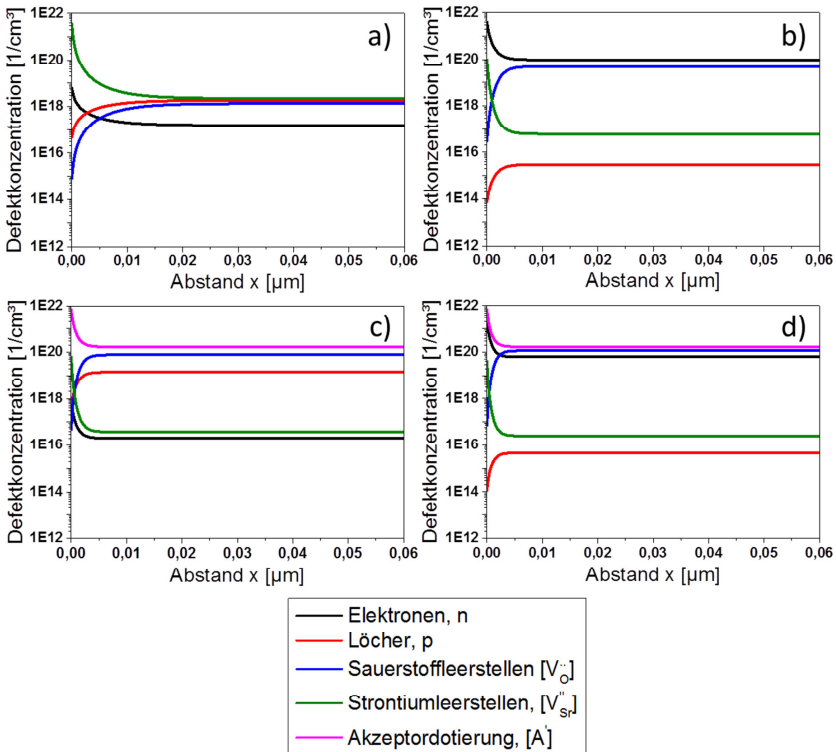 a)
1E22
1E20
1E18
1E16
1E14
1E12
Defektkonzentration [1/cm³]
0,00 0,01 0,02 0,03 0,04 0,05 0,06
Abstand x [µm]
b)
1E22
1E20
1E18
1E16
1E14
1E12
Defektkonzentration [1/cm³]
0,00 0,01 0,02 0,03 0,04 0,05 0,06
Abstand x [µm]
c)
1E22
1E20
1E18
1E16
1E14
1E12
Defektkonzentration [1/cm³]
0,00 0,01 0,02 0,03 0,04 0,05 0,06
Abstand x [µm]
d)
1E22
1E20
1E18
1E16
1E14
1E12
Defektkonzentration [1/cm³]
0,00 0,01 0,02 0,03 0,04 0,05 0,06
Abstand x [µm]
Elektronen, n
Löcher, p
Sauerstoffleerstellen [V_O^··]
Strontiumleerstellen, [V_Sr^'']
Akzeptordotierung, [A']